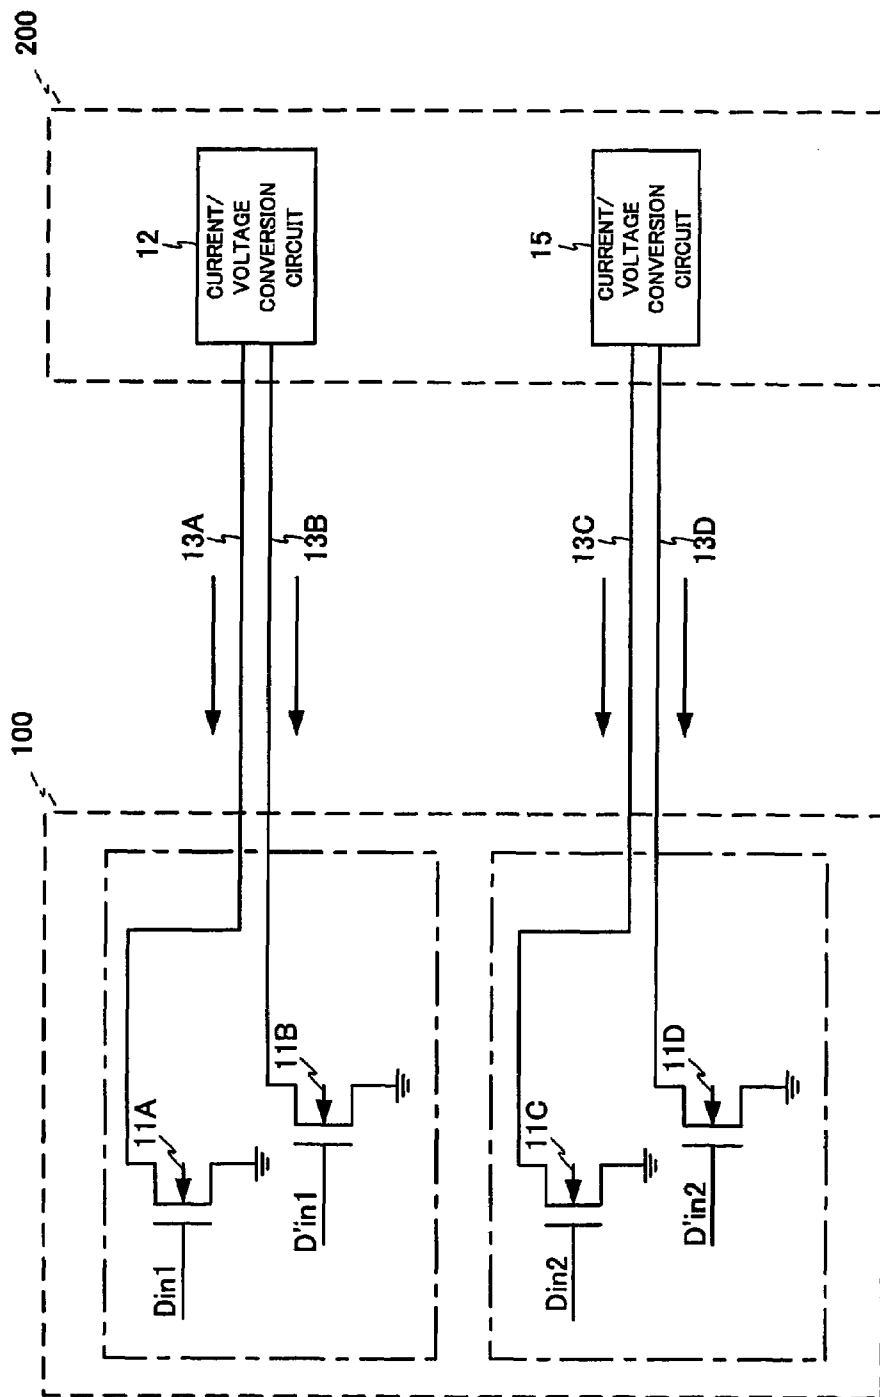 100
200
Din1
11A
D'in1
11B
13A
13B
12
CURRENT/
VOLTAGE
CONVERSION
CIRCUIT
Din2
11C
D'in2
11D
13C
13D
15
CURRENT/
VOLTAGE
CONVERSION
CIRCUIT